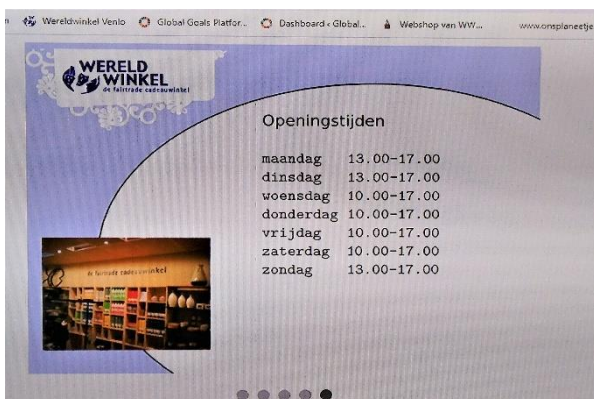 Wereldwinkel Venlo Global Goals Platfor... Dashboard ‹ Global... Webshop van WW... www.onsplaneetje
WERELD
WINKEL
de fairtrade cadeauwinkel
Openingstijden
maandag 13.00-17.00
dinsdag 13.00-17.00
woensdag 10.00-17.00
donderdag 10.00-17.00
vrijdag 10.00-17.00
zaterdag 10.00-17.00
zondag 13.00-17.00
de fairtrade cadeauwinkel